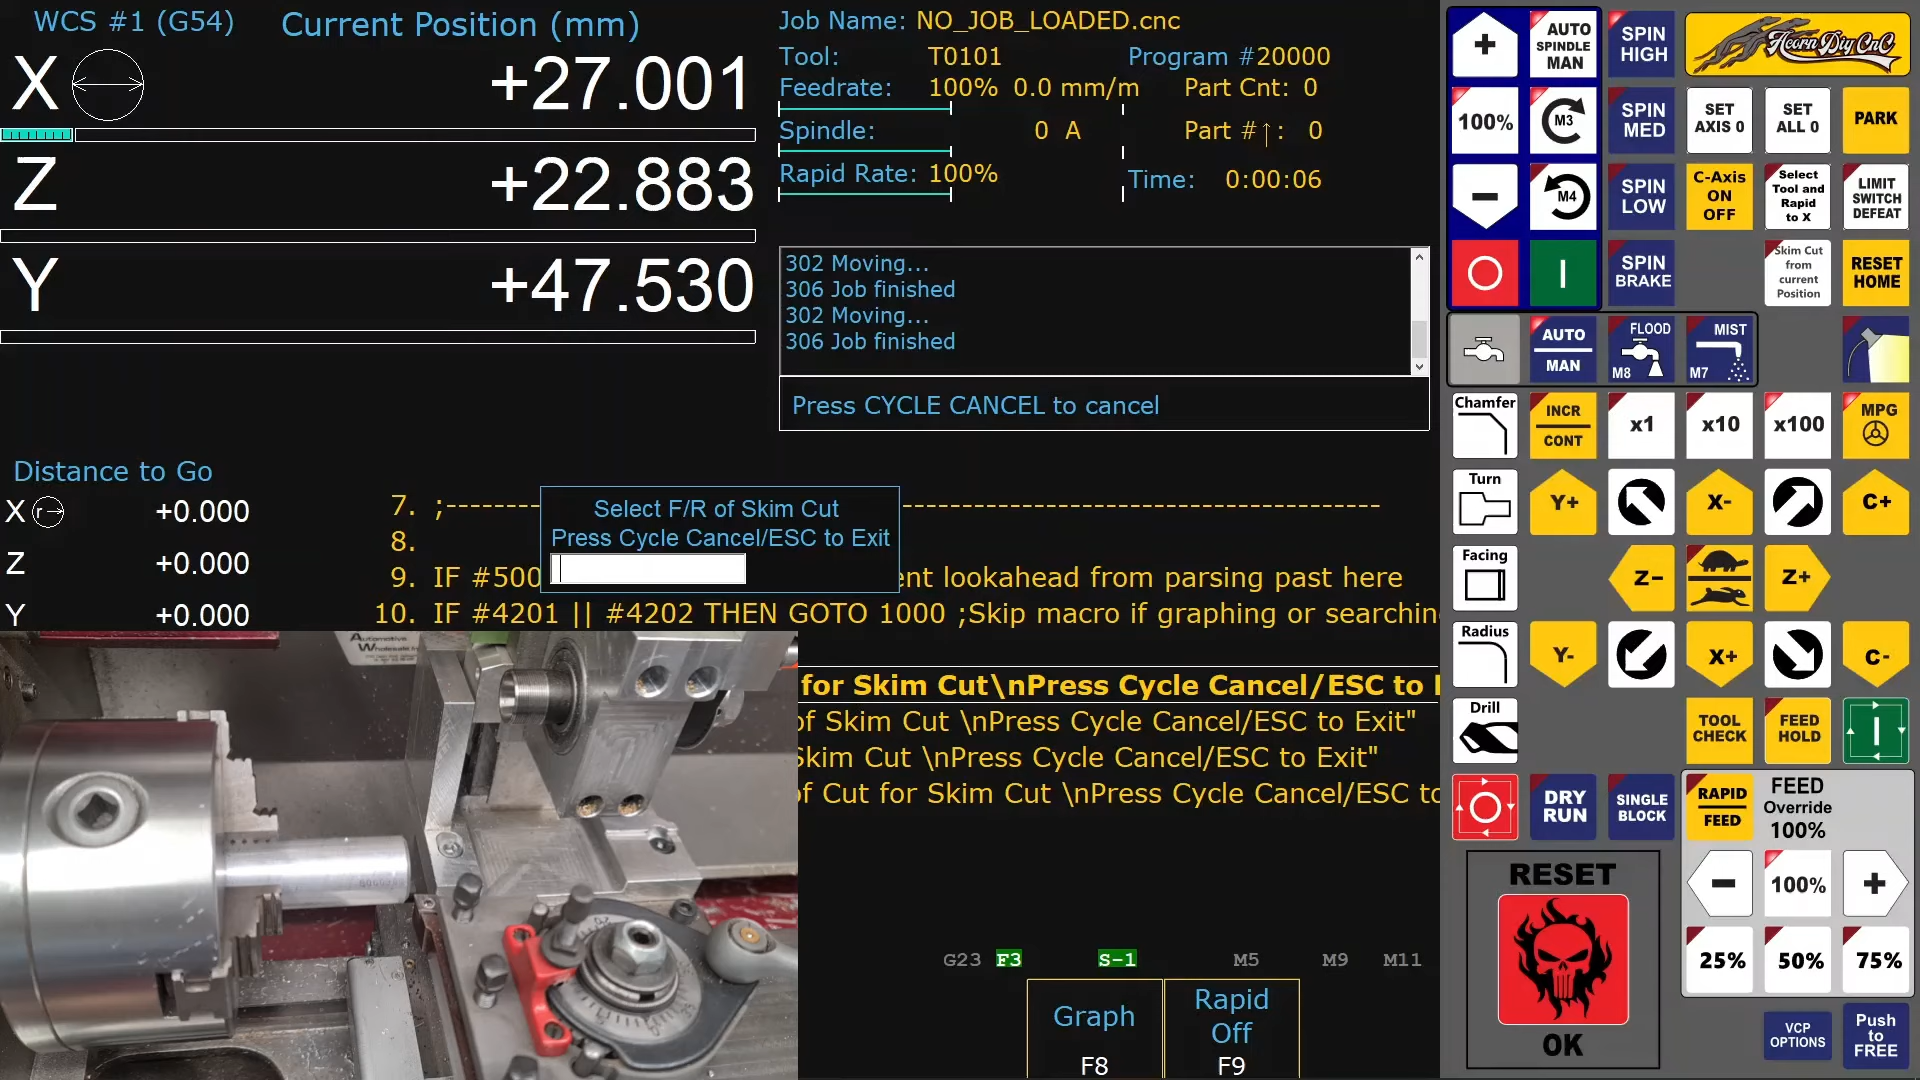 WCS #1 (G54)
Current Position (mm)
X +27.001
Z +22.883
Y +47.530
Job Name: NO_JOB_LOADED.cnc
Tool: T0101 Program #20000
Feedrate: 100% 0.0 mm/m Part Cnt: 0
Spindle: 0 A Part #↑: 0
Rapid Rate: 100% Time: 0:00:06
302 Moving...
306 Job finished
302 Moving...
306 Job finished
Press CYCLE CANCEL to cancel
Distance to Go
X r +0.000
Z +0.000
Y +0.000
7. ;-------- --------------------------------------
8.
9. IF #500 ent lookahead from parsing past here
10. IF #4201 || #4202 THEN GOTO 1000 ;Skip macro if graphing or searchin
Select F/R of Skim Cut
Press Cycle Cancel/ESC to Exit
for Skim Cut\nPress Cycle Cancel/ESC to
of Skim Cut \nPress Cycle Cancel/ESC to Exit"
Skim Cut \nPress Cycle Cancel/ESC to Exit"
of Cut for Skim Cut \nPress Cycle Cancel/ESC to
G23 F3 S-1 M5 M9 M11
Graph
F8
Rapid
Off
F9
Automotive
+
AUTO
SPINDLE
MAN
SPIN
HIGH
Acorn Diy CnC
100%
M3
SPIN
MED
SET
AXIS 0
SET
ALL 0
PARK
−
M4
SPIN
LOW
C-Axis
ON
OFF
Select
Tool and
Rapid
to X
LIMIT
SWITCH
DEFEAT
SPIN
BRAKE
Skim Cut
from
current
Position
RESET
HOME
AUTO
MAN
FLOOD
M8
MIST
M7
Chamfer
INCR
CONT
x1
x10
x100
MPG
Turn
Y+
X-
C+
Facing
Z−
Z+
Radius
Y-
X+
C-
Drill
TOOL
CHECK
FEED
HOLD
DRY
RUN
SINGLE
BLOCK
RAPID
FEED
FEED
Override
100%
−
100%
+
25%
50%
75%
RESET
OK
VCP
OPTIONS
Push
to
FREE